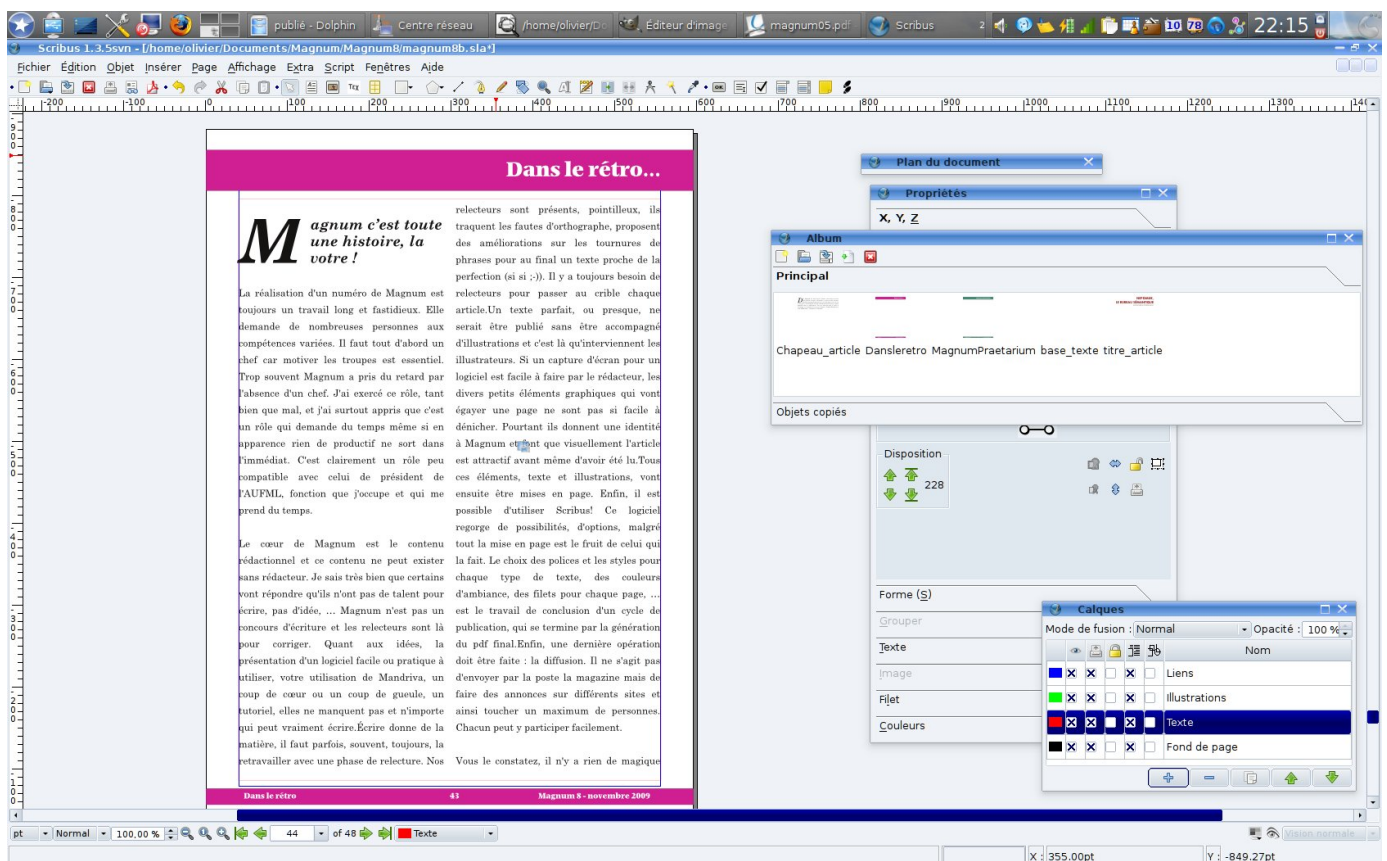 publié - Dolphin
Centre réseau
/home/olivier/Do
Éditeur d'image
magnum05.pdf
Scribus
2
10
78
22:15
Scribus 1.3.5svn - [/home/olivier/Documents/Magnum/Magnum8/magnum8b.sla*]
Fichier Édition Objet Insérer Page Affichage Extra Script Fenêtres Aide
-200 -100 0 100 200 300 400 500 600 700 800 900 1000 1100 1200 1300 140
Dans le rétro...
Magnum c'est toute
une histoire, la
votre !
La réalisation d'un numéro de Magnum est
toujours un travail long et fastidieux. Elle
demande de nombreuses personnes aux
compétences variées. Il faut tout d'abord un
chef car motiver les troupes est essentiel.
Trop souvent Magnum a pris du retard par
l'absence d'un chef. J'ai exercé ce rôle, tant
bien que mal, et j'ai surtout appris que c'est
un rôle qui demande du temps même si en
apparence rien de productif ne sort dans
l'immédiat. C'est clairement un rôle peu
compatible avec celui de président de
l'AUFML, fonction que j'occupe et qui me
prend du temps.
Le cœur de Magnum est le contenu
rédactionnel et ce contenu ne peut exister
sans rédacteur. Je sais très bien que certains
vont répondre qu'ils n'ont pas de talent pour
écrire, pas d'idée, … Magnum n'est pas un
concours d'écriture et les relecteurs sont là
pour corriger. Quant aux idées, la
présentation d'un logiciel facile ou pratique à
utiliser, votre utilisation de Mandriva, un
coup de cœur ou un coup de gueule, un
tutoriel, elles ne manquent pas et n'importe
qui peut vraiment écrire.Écrire donne de la
matière, il faut parfois, souvent, toujours, la
retravailler avec une phase de relecture. Nos
relecteurs sont présents, pointilleux, ils
traquent les fautes d'orthographe, proposent
des améliorations sur les tournures de
phrases pour au final un texte proche de la
perfection (si si ;-)). Il y a toujours besoin de
relecteurs pour passer au crible chaque
article.Un texte parfait, ou presque, ne
serait être publié sans être accompagné
d'illustrations et c'est là qu'interviennent les
illustrateurs. Si un capture d'écran pour un
logiciel est facile à faire par le rédacteur, les
divers petits éléments graphiques qui vont
égayer une page ne sont pas si facile à
dénicher. Pourtant ils donnent une identité
à Magnum et font que visuellement l'article
est attractif avant même d'avoir été lu.Tous
ces éléments, texte et illustrations, vont
ensuite être mises en page. Enfin, il est
possible d'utiliser Scribus! Ce logiciel
regorge de possibilités, d'options, malgré
tout la mise en page est le fruit de celui qui
la fait. Le choix des polices et les styles pour
chaque type de texte, des couleurs
d'ambiance, des filets pour chaque page, …
est le travail de conclusion d'un cycle de
publication, qui se termine par la génération
du pdf final.Enfin, une dernière opération
doit être faite : la diffusion. Il ne s'agit pas
d'envoyer par la poste la magazine mais de
faire des annonces sur différents sites et
ainsi toucher un maximum de personnes.
Chacun peut y participer facilement.
Vous le constatez, il n'y a rien de magique
Dans le rétro 43 Magnum 8 - novembre 2009
Plan du document
Propriétés
X, Y, Z
Album
Principal
Chapeau_article Dansleretro MagnumPraetarium base_texte titre_article
Objets copiés
Disposition
228
Forme (S)
Grouper
Texte
Image
Filet
Couleurs
Calques
Mode de fusion : Normal Opacité : 100 %
Nom
Liens
Illustrations
Texte
Fond de page
pt Normal 100,00 % 44 of 48 Texte Vision normale
X : 355.00pt Y : -849.27pt